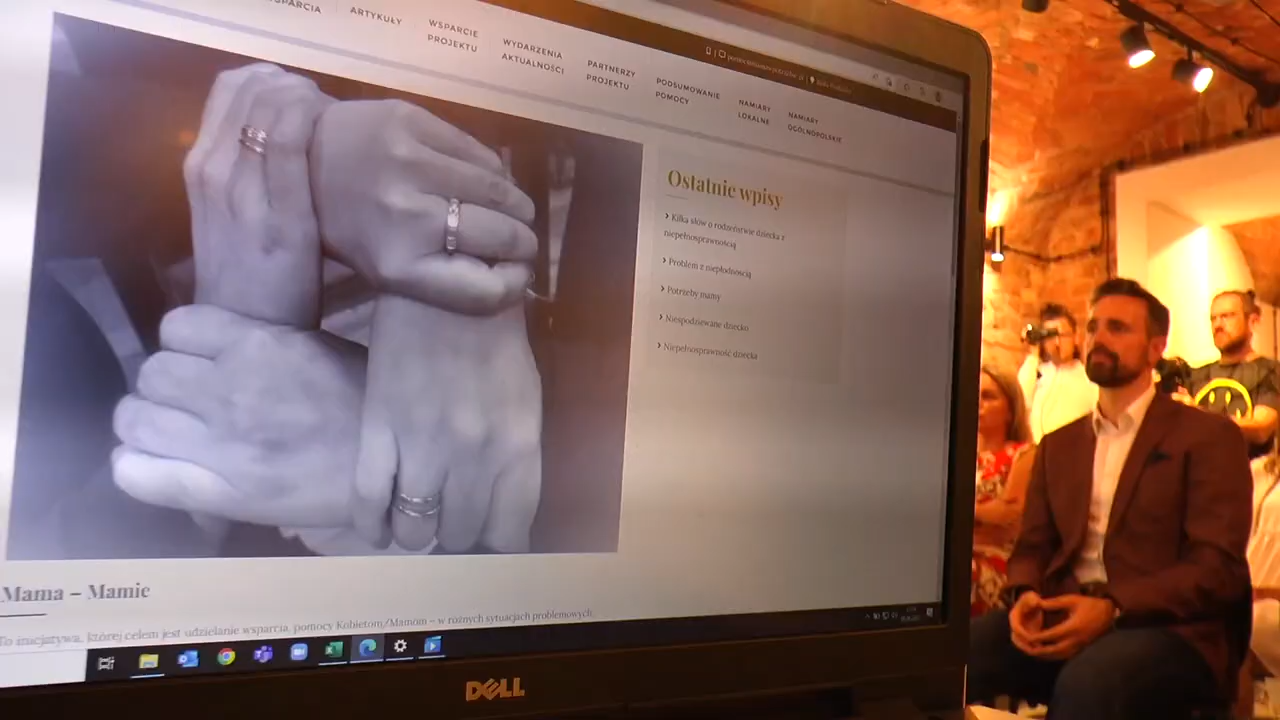 WSPARCIA
ARTYKUŁY
WSPARCIE
PROJEKTU
WYDARZENIA
AKTUALNOŚCI
PARTNERZY
PROJEKTU
PODSUMOWANIE
POMOCY
NAMIARY
LOKALNE
NAMIARY
OGÓLNOPOLSKIE
Ostatnie wpisy
Kilka słów o rodzeństwie dziecka z
niepełnosprawnością
Problem z niepłodnością
Potrzeby mamy
Niespodziewane dziecko
Niepełnosprawność dziecka
Mama – Mamie
To inicjatywa, której celem jest udzielanie wsparcia, pomocy Kobietom/Mamom – w różnych sytuacjach problemowych.
DELL